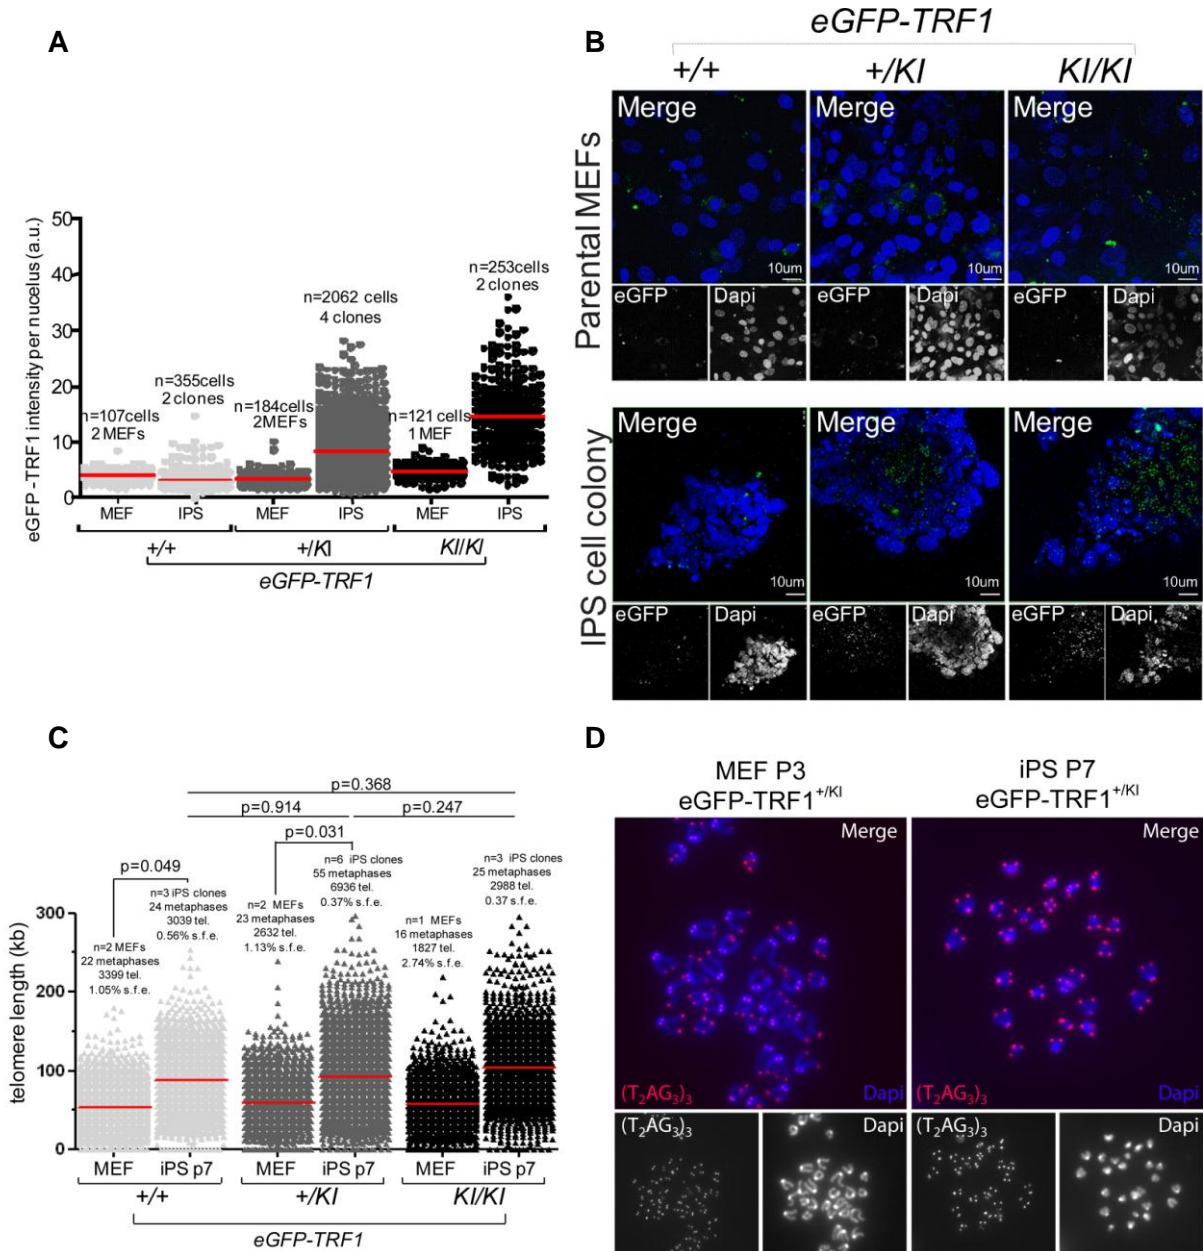 A
eGFP - TRF1 intensity per nucelus (a.u.)
50
40
30
20
10
0
n=107cells
2 MEFs
n=355cells
2 clones
n=184cells
2MEFs
n=2062 cells
4 clones
n=121 cells
1 MEF
n=253cells
2 clones
MEF IPS MEF IPS MEF IPS
+/+ +/KI KI/KI
eGFP-TRF1
B
eGFP-TRF1
+/+ +/KI KI/KI
Parental MEFs
Merge Merge Merge
10um 10um 10um
eGFP Dapi eGFP Dapi eGFP Dapi
IPS cell colony
Merge Merge Merge
10um 10um 10um
eGFP Dapi eGFP Dapi eGFP Dapi
C
p=0.368
p=0.914 p=0.247
p=0.031
p=0.049
telomere length (kb)
300
200
100
0
n=2 MEFs
22 metaphases
3399 tel.
1.05% s.f.e.
n=3 iPS clones
24 metaphases
3039 tel.
0.56% s.f.e.
n=2 MEFs
23 metaphases
2632 tel.
1.13% s.f.e.
n=6 iPS clones
55 metaphases
6936 tel.
0.37% s.f.e.
n=1 MEFs
16 metaphases
1827 tel.
2.74% s.f.e.
n=3 iPS clones
25 metaphases
2988 tel.
0.37 s.f.e.
MEF iPS p7 MEF iPS p7 MEF iPS p7
+/+ +/KI KI/KI
eGFP-TRF1
D
MEF P3
eGFP-TRF1+/KI
iPS P7
eGFP-TRF1+/KI
Merge Merge
(T2AG3)3 Dapi (T2AG3)3 Dapi
(T2AG3)3 Dapi (T2AG3)3 Dapi